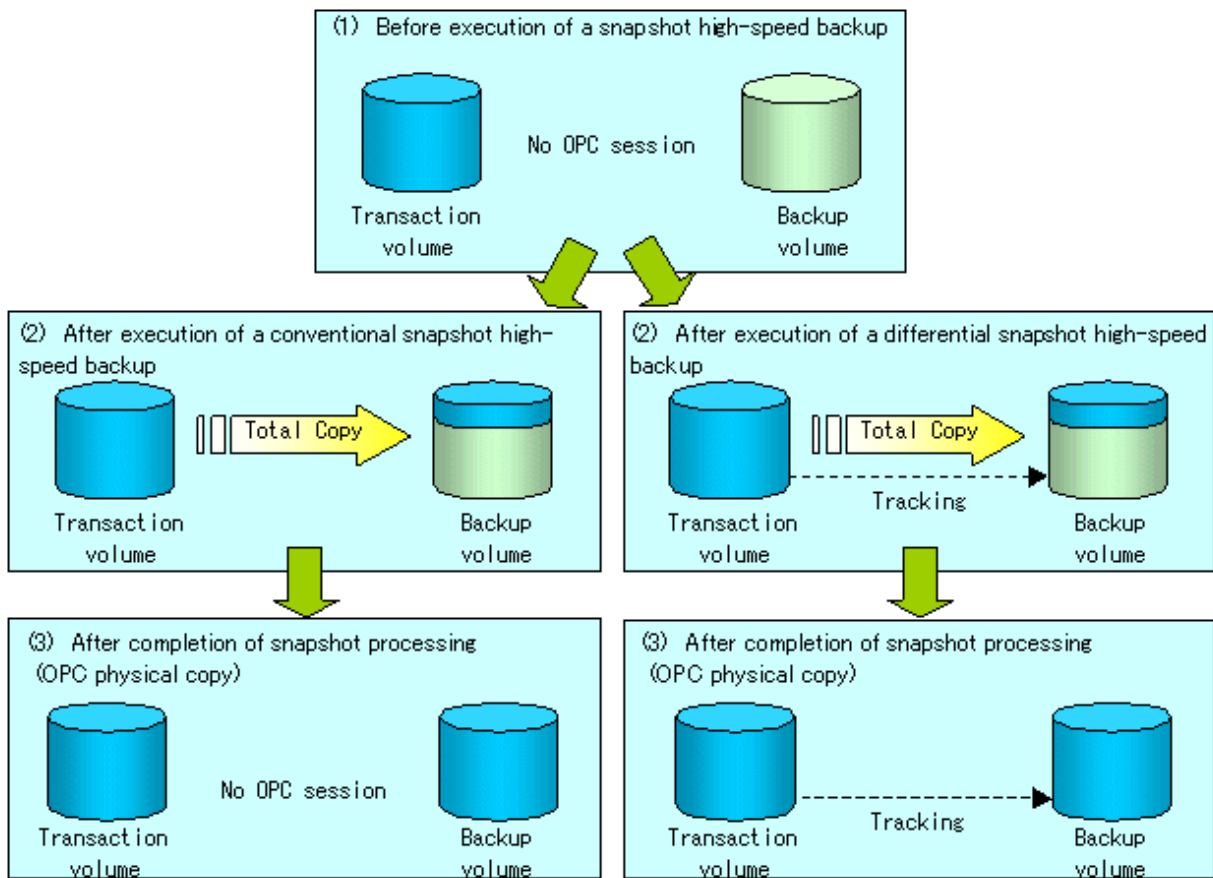 (1) Before execution of a snapshot high-speed backup
No OPC session
Transaction
volume
Backup
volume
(2) After execution of a conventional snapshot high-
speed backup
Total Copy
Transaction
volume
Backup
volume
(2) After execution of a differential snapshot high-speed
backup
Total Copy
Tracking
Transaction
volume
Backup
volume
(3) After completion of snapshot processing
(OPC physical copy)
No OPC session
Transaction
volume
Backup
volume
(3) After completion of snapshot processing
(OPC physical copy)
Tracking
Transaction
volume
Backup
volume